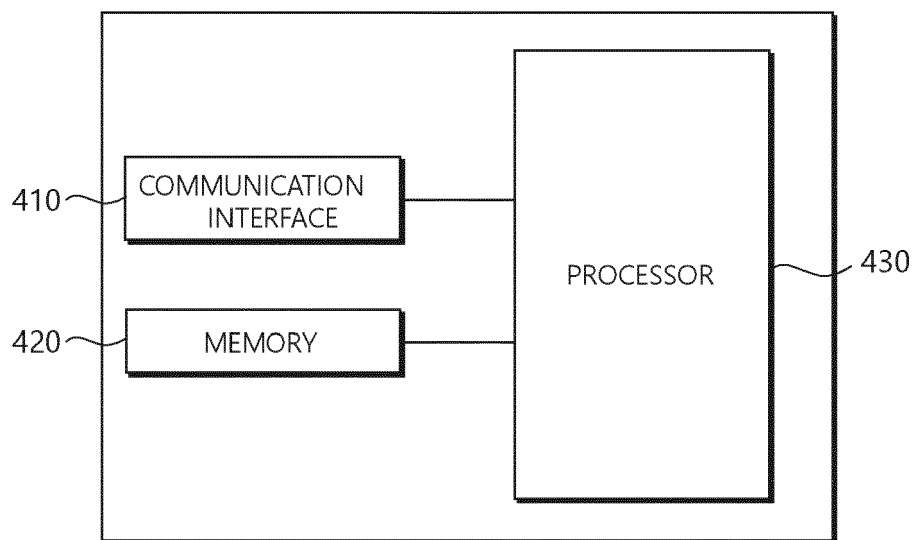 410
COMMUNICATION
INTERFACE
PROCESSOR
430
420
MEMORY